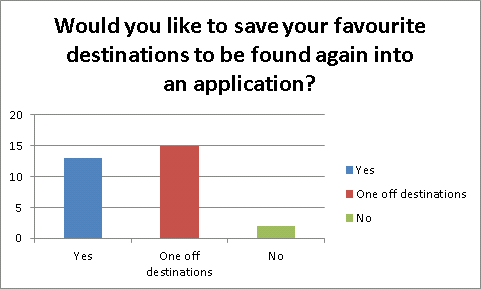 Would you like to save your favourite
destinations to be found again into
an application?
20
15
10
5
0
Yes
One off
destinations
No
Yes
One off destinations
No